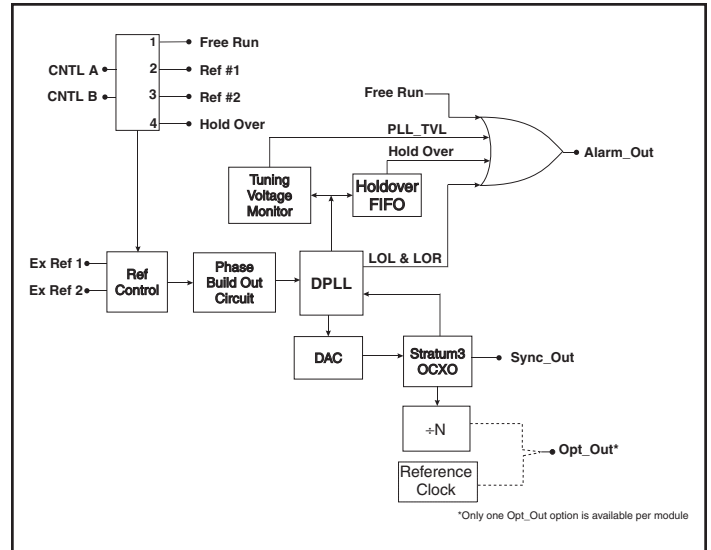 1 Free Run
CNTL A 2 Ref #1
CNTL B 3 Ref #2
4 Hold Over
Free Run
PLL_TVL
Hold Over
Alarm_Out
Tuning
Voltage
Monitor
Holdover
FIFO
LOL & LOR
Ex Ref 1
Ex Ref 2
Ref
Control
Phase
Build Out
Circuit
DPLL
DAC
Stratum3
OCXO
Sync_Out
÷N
Opt_Out*
Reference
Clock
*Only one Opt_Out option is available per module